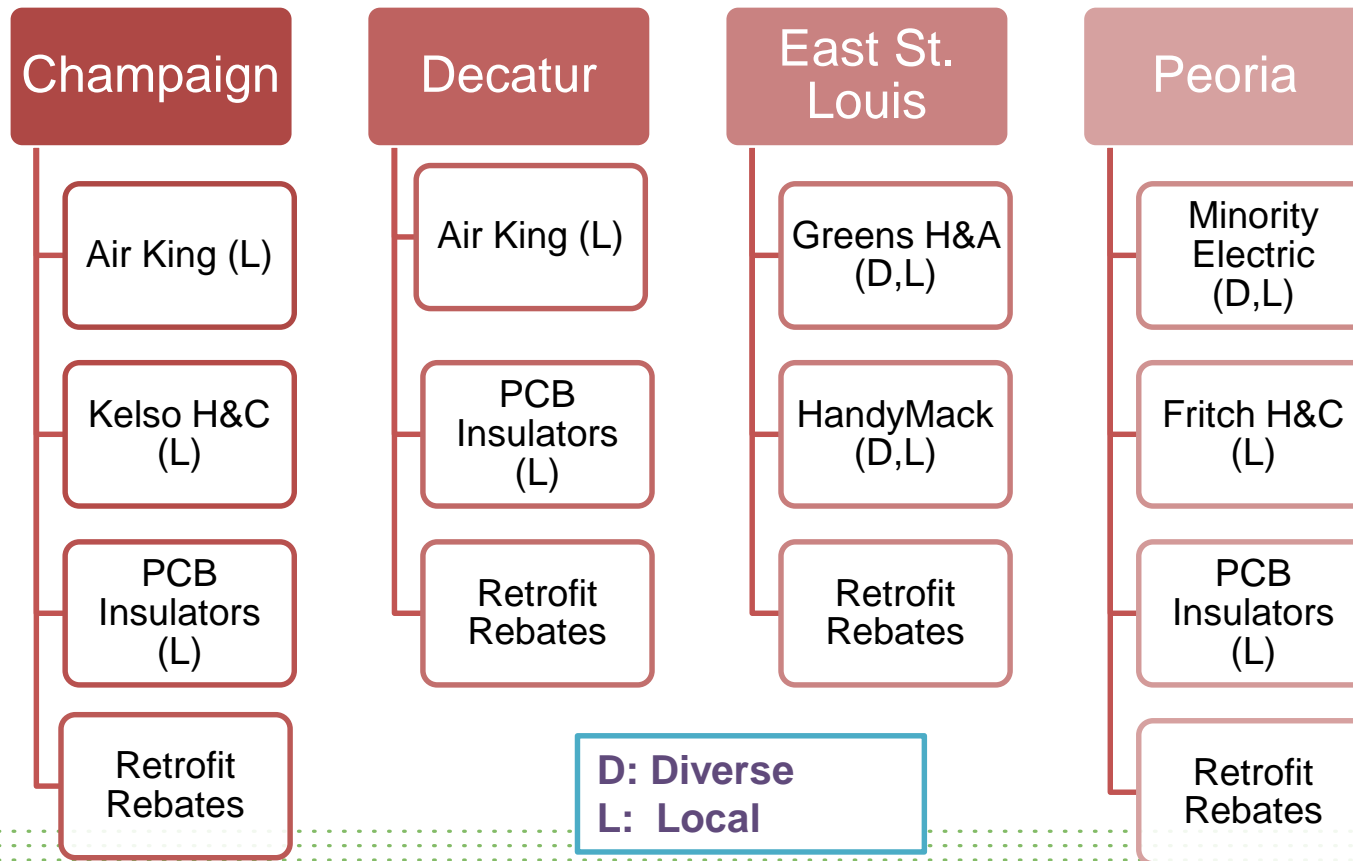 Champaign
Air King (L)
Kelso H&C
(L)
PCB
Insulators
(L)
Retrofit
Rebates
Decatur
Air King (L)
PCB
Insulators
(L)
Retrofit
Rebates
East St.
Louis
Greens H&A
(D,L)
HandyMack
(D,L)
Retrofit
Rebates
Peoria
Minority
Electric
(D,L)
Fritch H&C
(L)
PCB
Insulators
(L)
Retrofit
Rebates
D: Diverse
L: Local